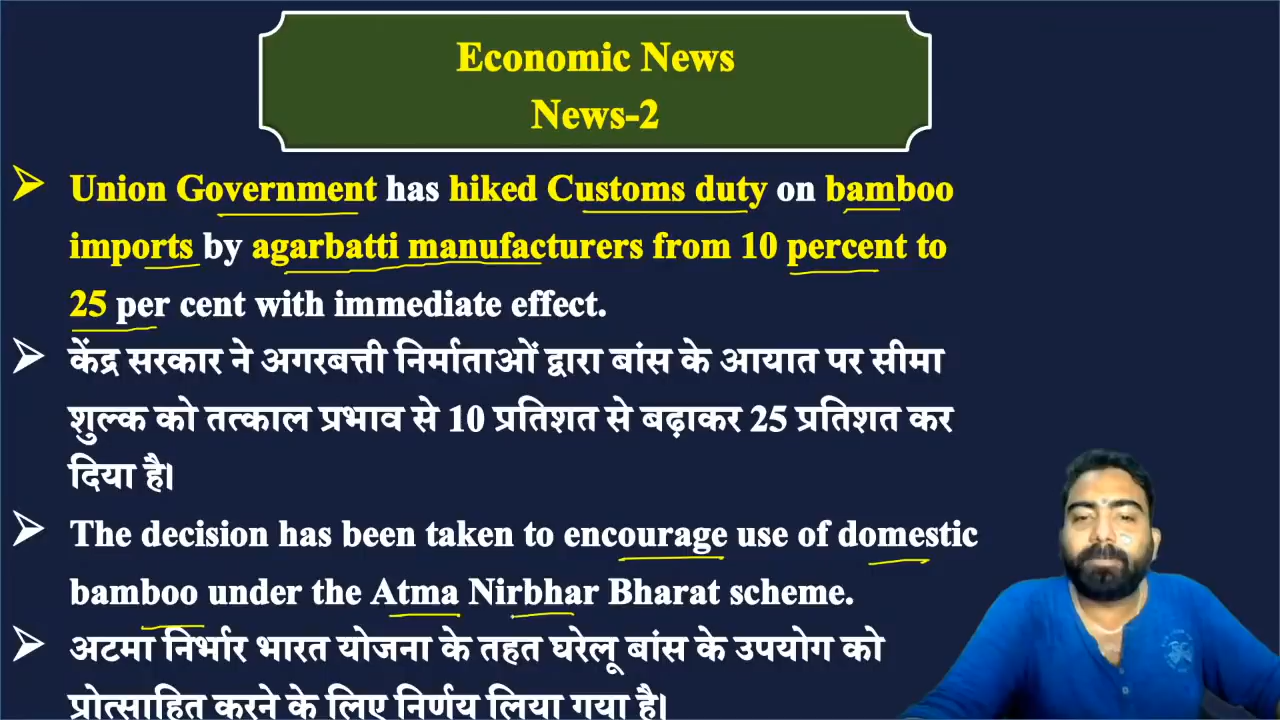 Economic News
News-2
Union Government has hiked Customs duty on bamboo
imports by agarbatti manufacturers from 10 percent to
25 per cent with immediate effect.
केंद्र सरकार ने अगरबत्ती निर्माताओं द्वारा बांस के आयात पर सीमा
शुल्क को तत्काल प्रभाव से 10 प्रतिशत से बढ़ाकर 25 प्रतिशत कर
दिया है।
The decision has been taken to encourage use of domestic
bamboo under the Atma Nirbhar Bharat scheme.
अटमा निर्भार भारत योजना के तहत घरेलू बांस के उपयोग को
प्रोत्साहित करने के लिए निर्णय लिया गया है।